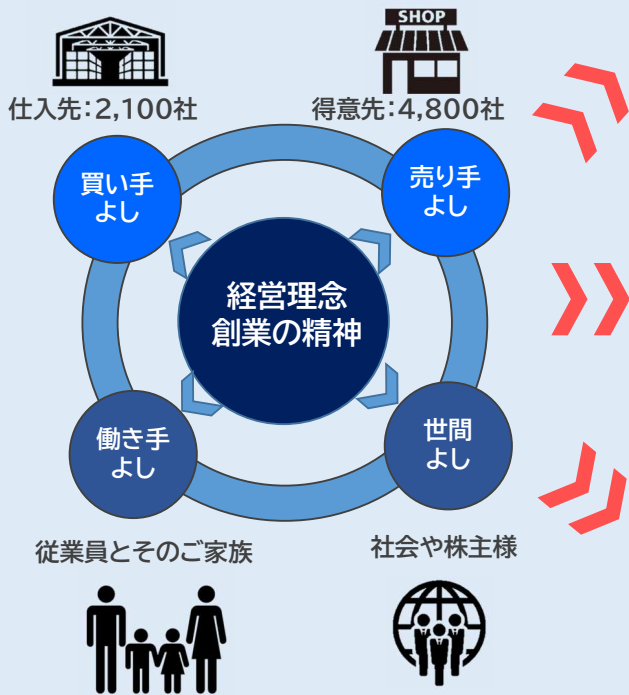 SHOP
仕入先：2,100社
得意先：4,800社
買い手
よし
売り手
よし
経営理念
創業の精神
働き手
よし
世間
よし
従業員とそのご家族
社会や株主様